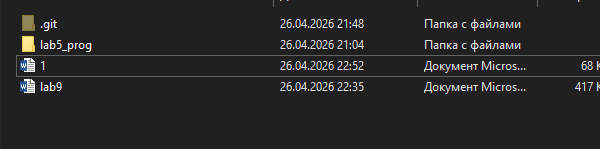 .git 26.04.2026 21:48 Папка с файлами
lab5_prog 26.04.2026 21:04 Папка с файлами
1 26.04.2026 22:52 Документ Micros... 68
lab9 26.04.2026 22:35 Документ Micros... 417